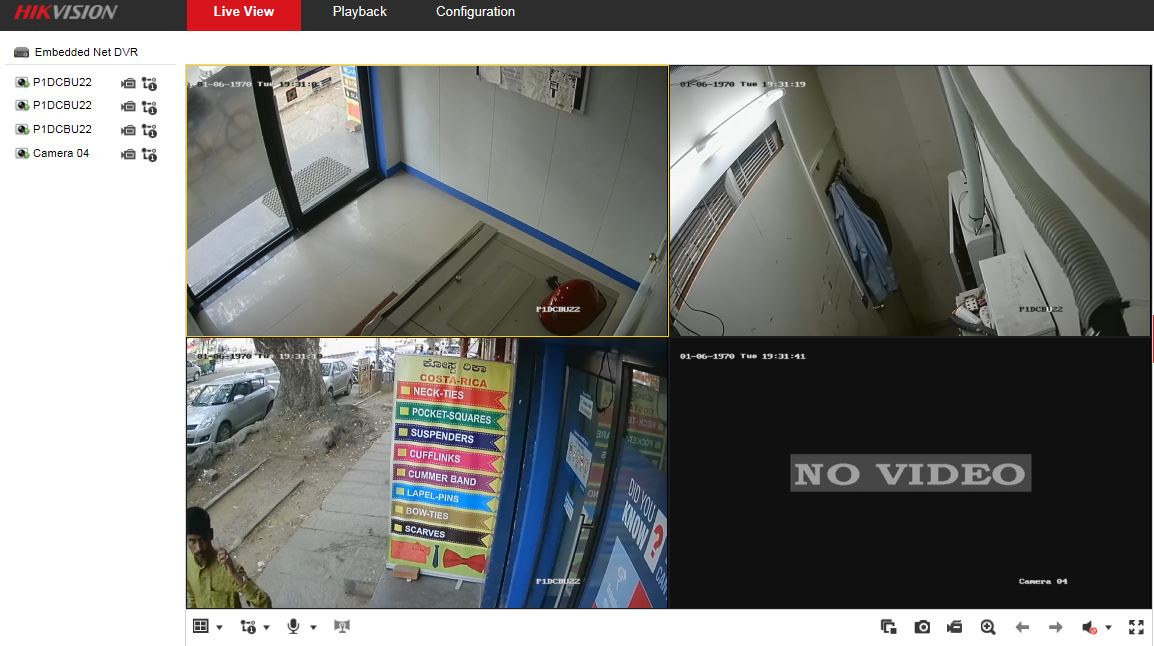 HIKVISION
Live View
Playback
Configuration
Embedded Net DVR
P1DCBU22
P1DCBU22
P1DCBU22
Camera 04
01-06-1970 Tue 19:31:
P1DCBU22
01-06-1970 Tue 19:31:19
P1DCBU22
01-06-1970 Tue 19:31:1
ಕೋಸ್ಟ ರಿಕಾ
COSTA-RICA
NECK-TIES
POCKET-SQUARES
SUSPENDERS
CUFFLINKS
CUMMER BAND
LAPEL-PINS
BOW-TIES
SCARVES
DID YOU
KNOW?
P1DCBU22
01-06-1970 Tue 19:31:41
NO VIDEO
Camera 04